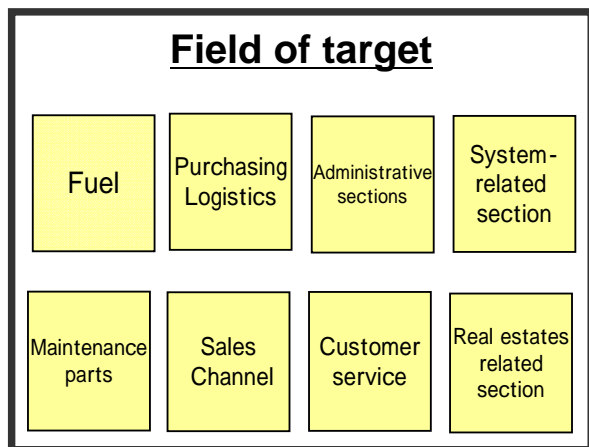 Field of target
Fuel
Purchasing
Logistics
Administrative
sections
System-
related
section
Maintenance
parts
Sales
Channel
Customer
service
Real estates
related
section